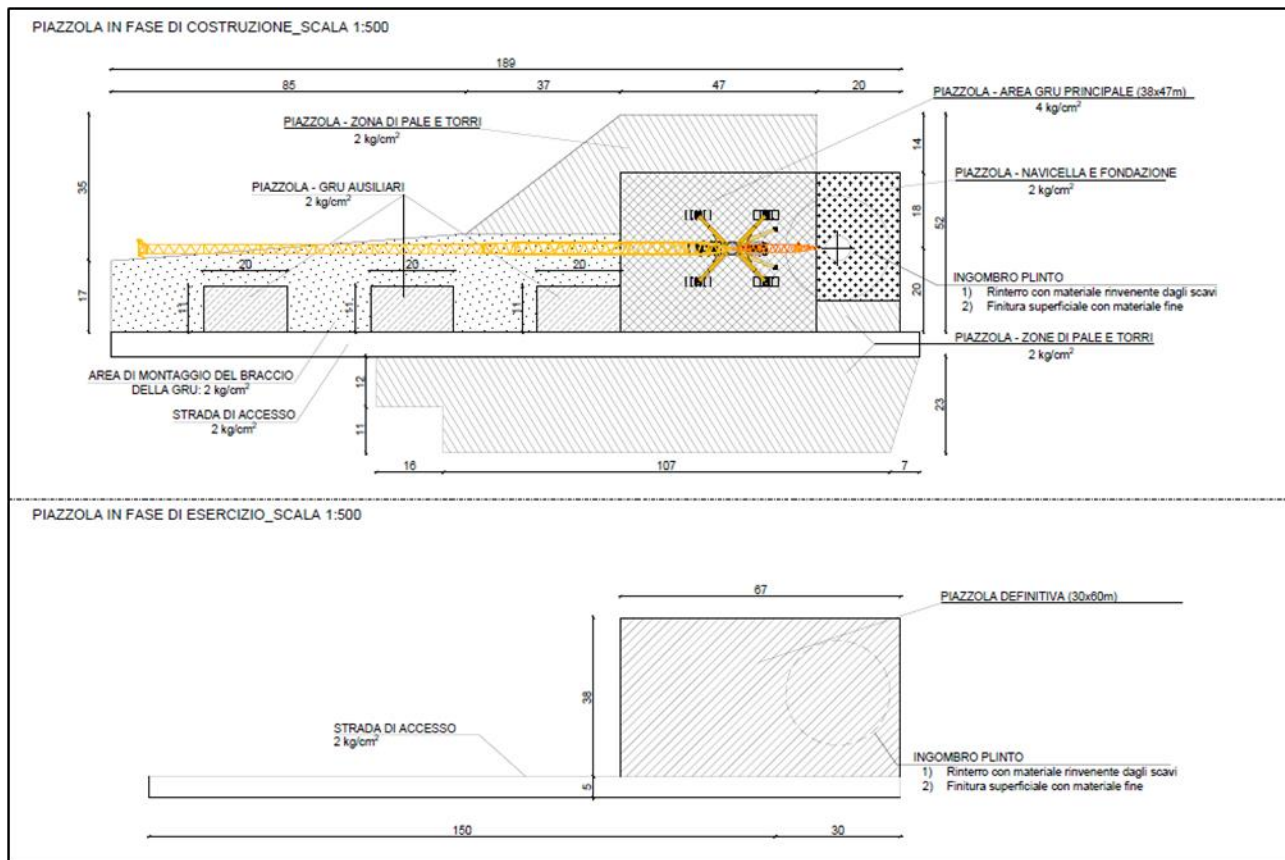 PIAZZOLA IN FASE DI COSTRUZIONE_SCALA 1:500
189
85
37
47
20
PIAZZOLA - AREA GRU PRINCIPALE (38x47m)
4 kg/cm²
PIAZZOLA - ZONA DI PALE E TORRI
2 kg/cm²
14
35
PIAZZOLA - GRU AUSILIARI
2 kg/cm²
PIAZZOLA - NAVICELLA E FONDAZIONE
2 kg/cm²
18
52
20
20
20
INGOMBRO PLINTO
1) Rinterro con materiale rinvenente dagli scavi
2) Finitura superficiale con materiale fine
17
11
11
11
20
PIAZZOLA - ZONE DI PALE E TORRI
2 kg/cm²
AREA DI MONTAGGIO DEL BRACCIO
DELLA GRU: 2 kg/cm²
12
STRADA DI ACCESSO
2 kg/cm²
23
11
16
107
7
PIAZZOLA IN FASE DI ESERCIZIO_SCALA 1:500
67
PIAZZOLA DEFINITIVA (30x60m)
38
STRADA DI ACCESSO
2 kg/cm²
INGOMBRO PLINTO
1) Rinterro con materiale rinvenente dagli scavi
2) Finitura superficiale con materiale fine
5
150
30